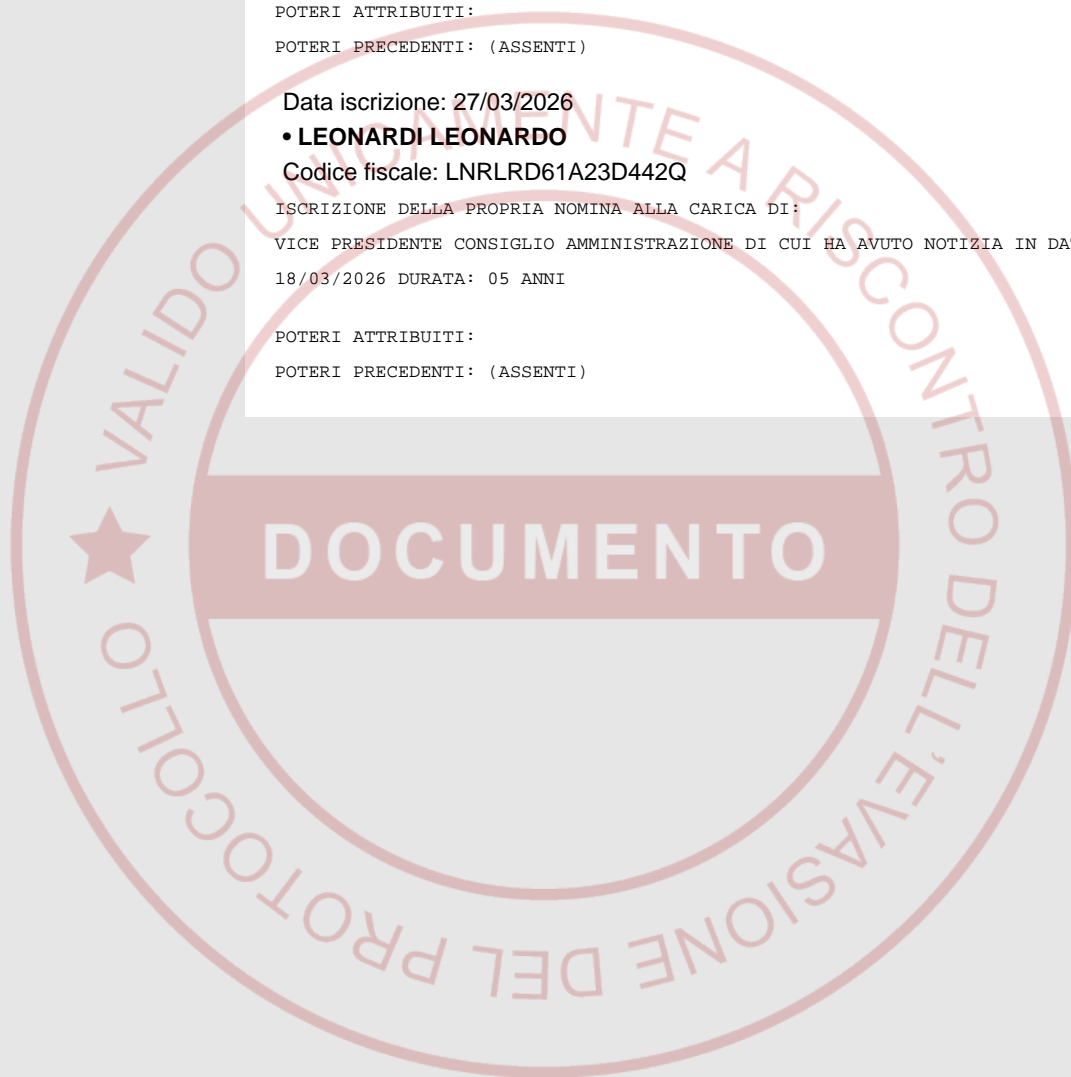 POTERI ATTRIBUITI:
POTERI PRECEDENTI: (ASSENTI)
Data iscrizione: 27/03/2026
• LEONARDI LEONARDO
Codice fiscale: LNRLRD61A23D442Q
ISCRIZIONE DELLA PROPRIA NOMINA ALLA CARICA DI:
VICE PRESIDENTE CONSIGLIO AMMINISTRAZIONE DI CUI HA AVUTO NOTIZIA IN DA
18/03/2026 DURATA: 05 ANNI
POTERI ATTRIBUITI:
POTERI PRECEDENTI: (ASSENTI)
DOCUMENTO
★ VALIDO UNICAMENTE A RISCONTRO DELL'EVASIONE DEL PROTOCOLLO